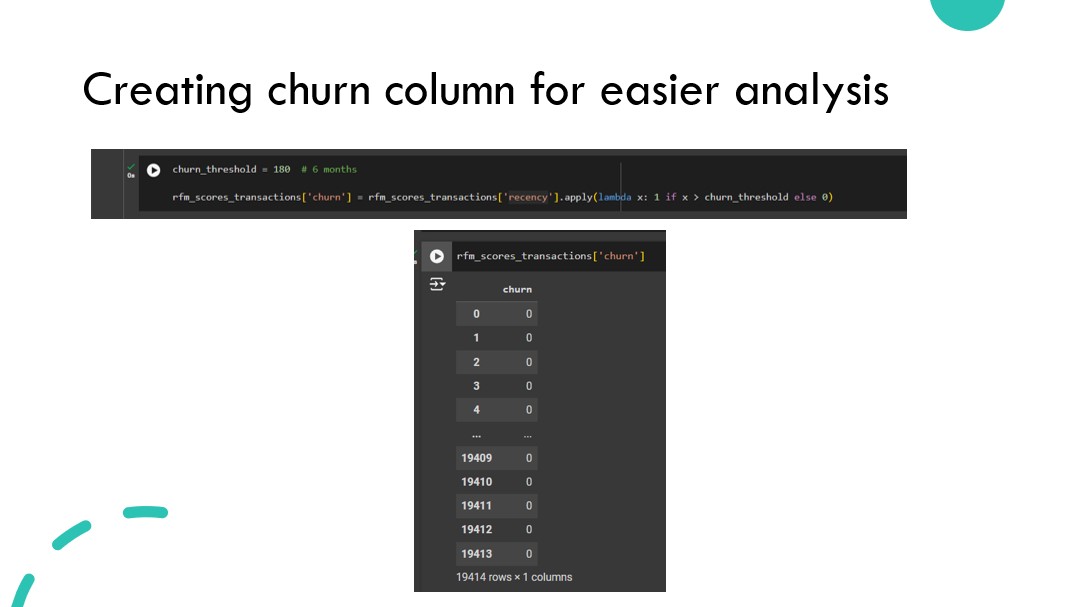 Creating churn column for easier analysis
0s
churn_threshold = 180 # 6 months
rfm_scores_transactions['churn'] = rfm_scores_transactions['recency'].apply(lambda x: 1 if x > churn_threshold else 0)
rfm_scores_transactions['churn']
churn
0 0
1 0
2 0
3 0
4 0
... ...
19409 0
19410 0
19411 0
19412 0
19413 0
19414 rows × 1 columns